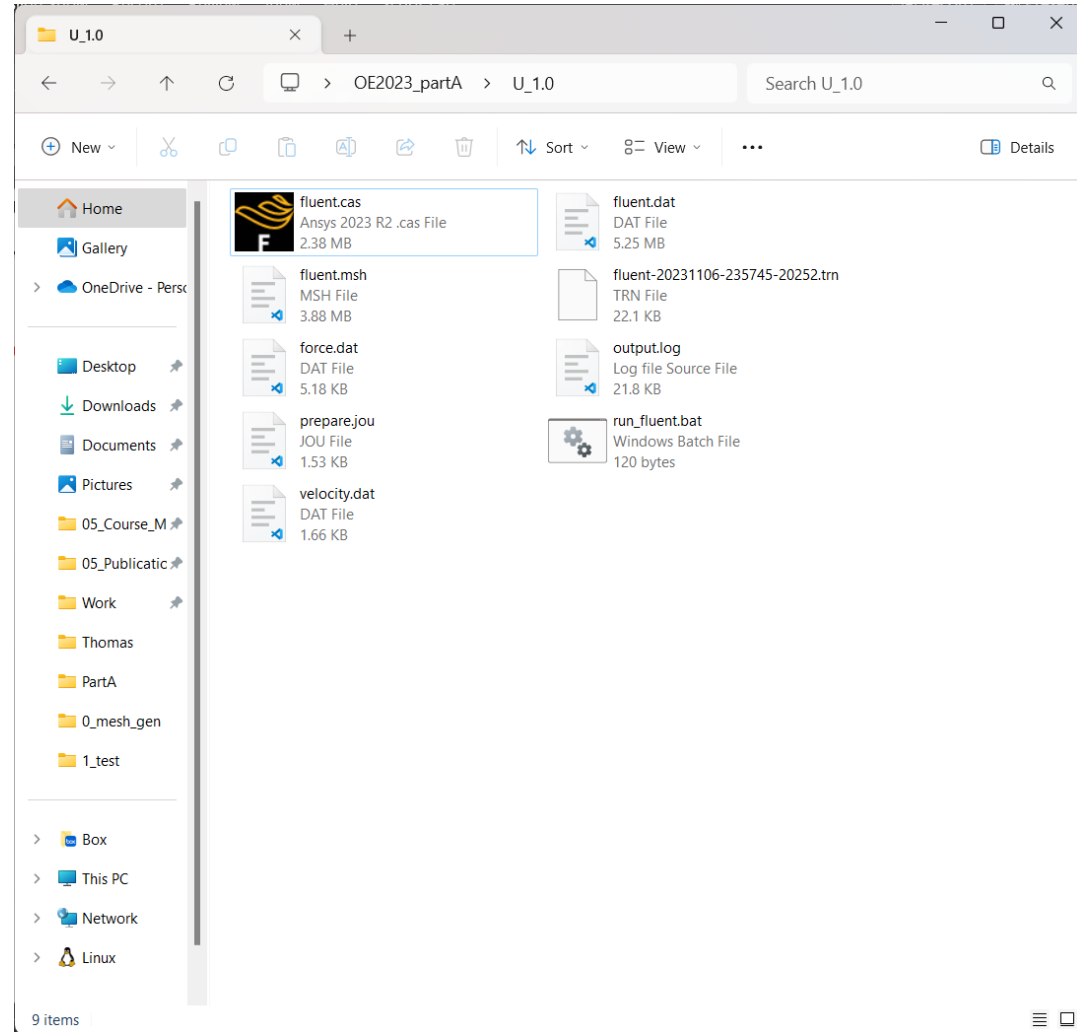 U_1.0
OE2023_partA
U_1.0
Search U_1.0
New
Sort
View
Details
Home
Gallery
OneDrive - Persc
Desktop
Downloads
Documents
Pictures
05_Course_M
05_Publicatic
Work
Thomas
PartA
0_mesh_gen
1_test
Box
This PC
Network
Linux
fluent.cas
Ansys 2023 R2 .cas File
2.38 MB
fluent.dat
DAT File
5.25 MB
fluent.msh
MSH File
3.88 MB
fluent-20231106-235745-20252.trn
TRN File
22.1 KB
force.dat
DAT File
5.18 KB
output.log
Log file Source File
21.8 KB
prepare.jou
JOU File
1.53 KB
run_fluent.bat
Windows Batch File
120 bytes
velocity.dat
DAT File
1.66 KB
9 items